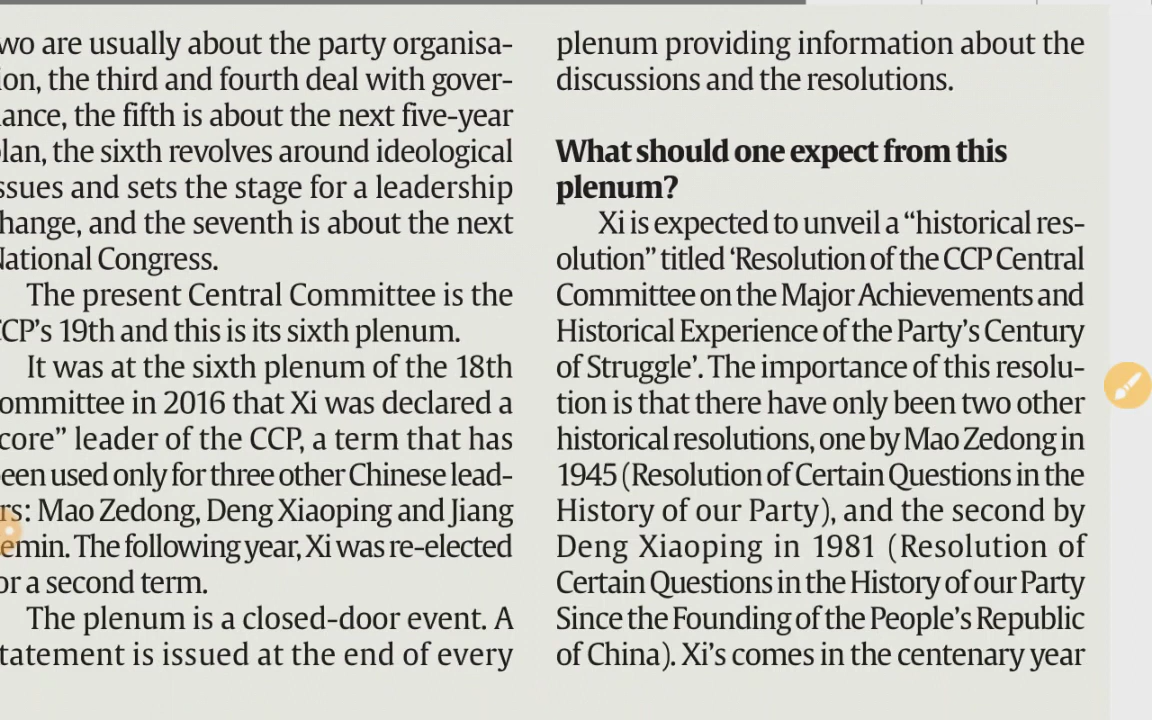 wo are usually about the party organisa-
ion, the third and fourth deal with gover-
ance, the fifth is about the next five-year
lan, the sixth revolves around ideological
ssues and sets the stage for a leadership
hange, and the seventh is about the next
National Congress.
The present Central Committee is the
CCP’s 19th and this is its sixth plenum.
It was at the sixth plenum of the 18th
ommittee in 2016 that Xi was declared a
core” leader of the CCP, a term that has
een used only for three other Chinese lead-
rs: Mao Zedong, Deng Xiaoping and Jiang
emin. The following year, Xi was re-elected
or a second term.
The plenum is a closed-door event. A
tatement is issued at the end of every
plenum providing information about the
discussions and the resolutions.
What should one expect from this
plenum?
Xi is expected to unveil a “historical res-
olution” titled ‘Resolution of the CCP Central
Committee on the Major Achievements and
Historical Experience of the Party’s Century
of Struggle’. The importance of this resolu-
tion is that there have only been two other
historical resolutions, one by Mao Zedong in
1945 (Resolution of Certain Questions in the
History of our Party), and the second by
Deng Xiaoping in 1981 (Resolution of
Certain Questions in the History of our Party
Since the Founding of the People’s Republic
of China). Xi’s comes in the centenary year